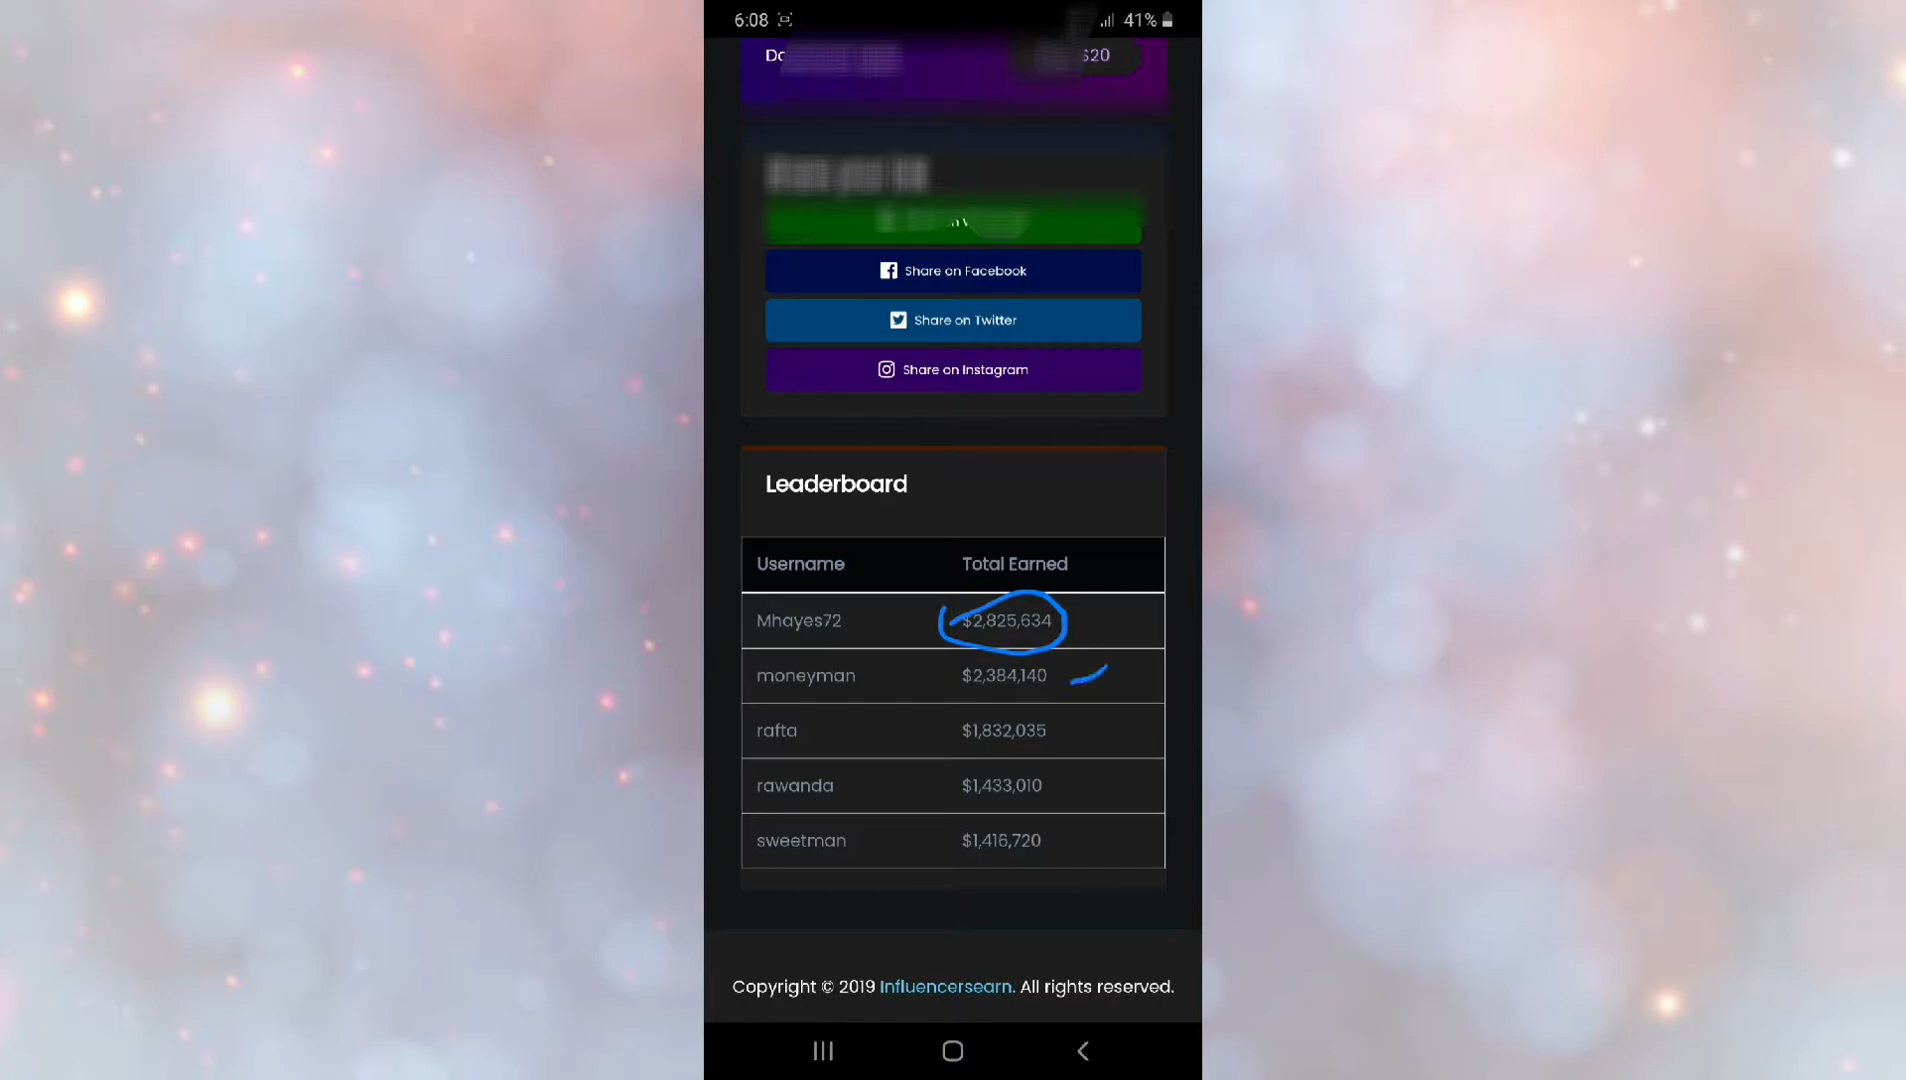 6:08 41%
$20
Share on Facebook
Share on Twitter
Share on Instagram
Leaderboard
Username Total Earned
Mhayes72 $2,825,634
moneyman $2,384,140
rafta $1,832,035
rawanda $1,433,010
sweetman $1,416,720
Copyright © 2019 Influencersearn. All rights reserved.